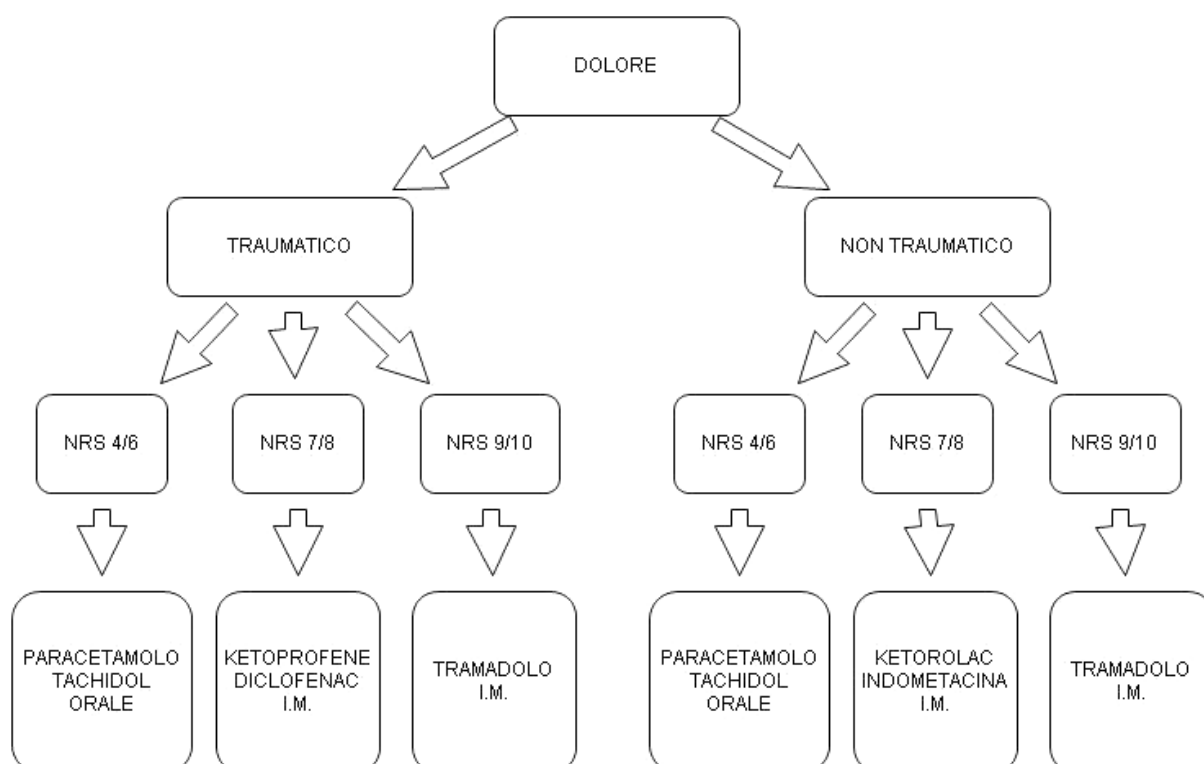 DOLORE
TRAUMATICO
NON TRAUMATICO
NRS 4/6
NRS 7/8
NRS 9/10
NRS 4/6
NRS 7/8
NRS 9/10
PARACETAMOLO
TACHIDOL
ORALE
KETOPROFENE
DICLOFENAC
I.M.
TRAMADOLO
I.M.
PARACETAMOLO
TACHIDOL
ORALE
KETOROLAC
INDOMETACINA
I.M.
TRAMADOLO
I.M.